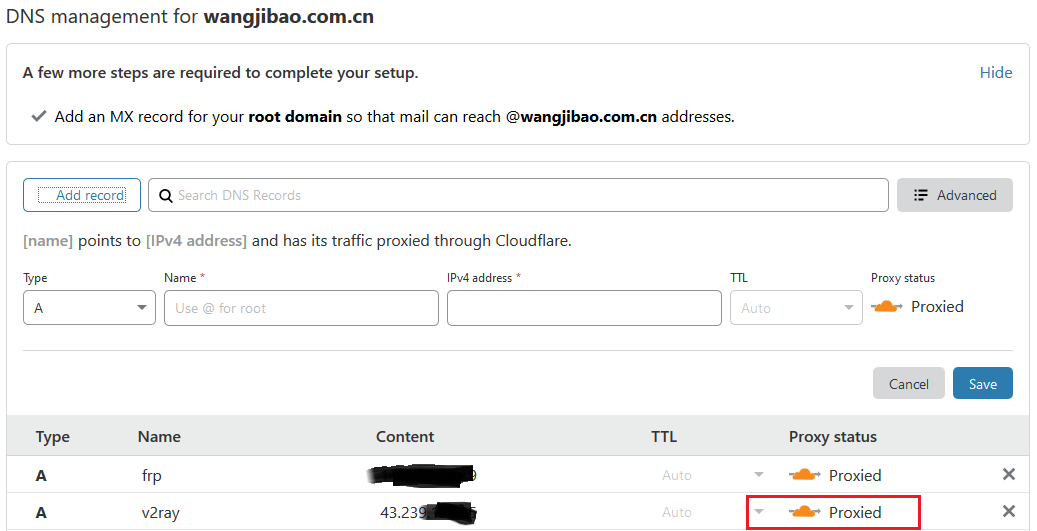 DNS management for wangjibao.com.cn
A few more steps are required to complete your setup.
Hide
Add an MX record for your root domain so that mail can reach @wangjibao.com.cn addresses.
Add record
Search DNS Records
Advanced
[name] points to [IPv4 address] and has its traffic proxied through Cloudflare.
Type Name * IPv4 address * TTL Proxy status
A Use @ for root Auto Proxied
Cancel Save
Type Name Content TTL Proxy status
A frp Auto Proxied
A v2ray 43.239 Auto Proxied